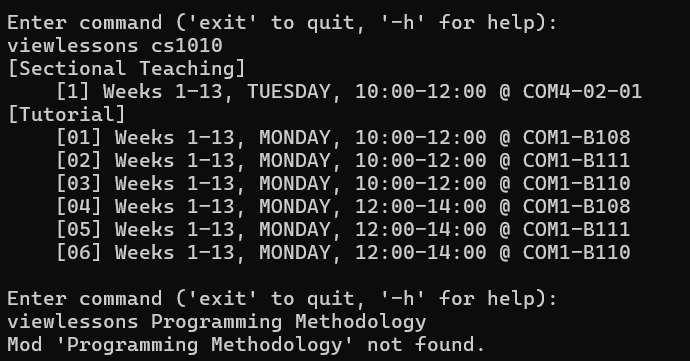 Enter command ('exit' to quit, '-h' for help):
viewlessons cs1010
[Sectional Teaching]
    [1] Weeks 1-13, TUESDAY, 10:00-12:00 @ COM4-02-01
[Tutorial]
    [01] Weeks 1-13, MONDAY, 10:00-12:00 @ COM1-B108
    [02] Weeks 1-13, MONDAY, 10:00-12:00 @ COM1-B111
    [03] Weeks 1-13, MONDAY, 10:00-12:00 @ COM1-B110
    [04] Weeks 1-13, MONDAY, 12:00-14:00 @ COM1-B108
    [05] Weeks 1-13, MONDAY, 12:00-14:00 @ COM1-B111
    [06] Weeks 1-13, MONDAY, 12:00-14:00 @ COM1-B110

Enter command ('exit' to quit, '-h' for help):
viewlessons Programming Methodology
Mod 'Programming Methodology' not found.